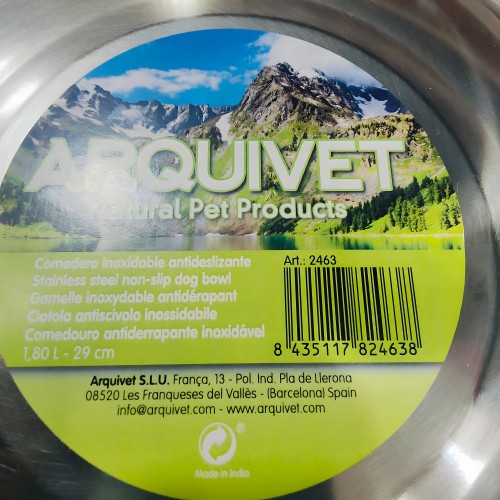 ARQUIVET
Natural Pet Products
Comedero inoxidable antideslizante
Stainless steel non-slip dog bowl
Gamelle inoxydable antidérapant
Ciotola antiscivolo inossidabile
Comedouro antiderrapante inoxidável
1,80 L - 29 cm
Art.: 2463
8 435117 824638
Arquivet S.L.U. França, 13 - Pol. Ind. Pla de Llerona
08520 Les Franqueses del Vallès - (Barcelona) Spain
info@arquivet.com - www.arquivet.com
®
Made in India